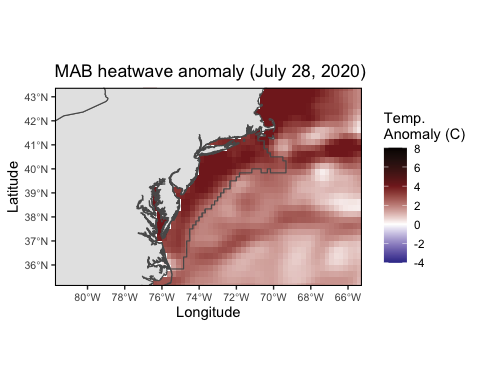 MAB heatwave anomaly (July 28, 2020)
43°N
42°N
41°N
40°N
39°N
38°N
37°N
36°N
Latitude
80°W 78°W 76°W 74°W 72°W 70°W 68°W 66°W
Longitude
Temp.
Anomaly (C)
8
6
4
2
0
-2
-4